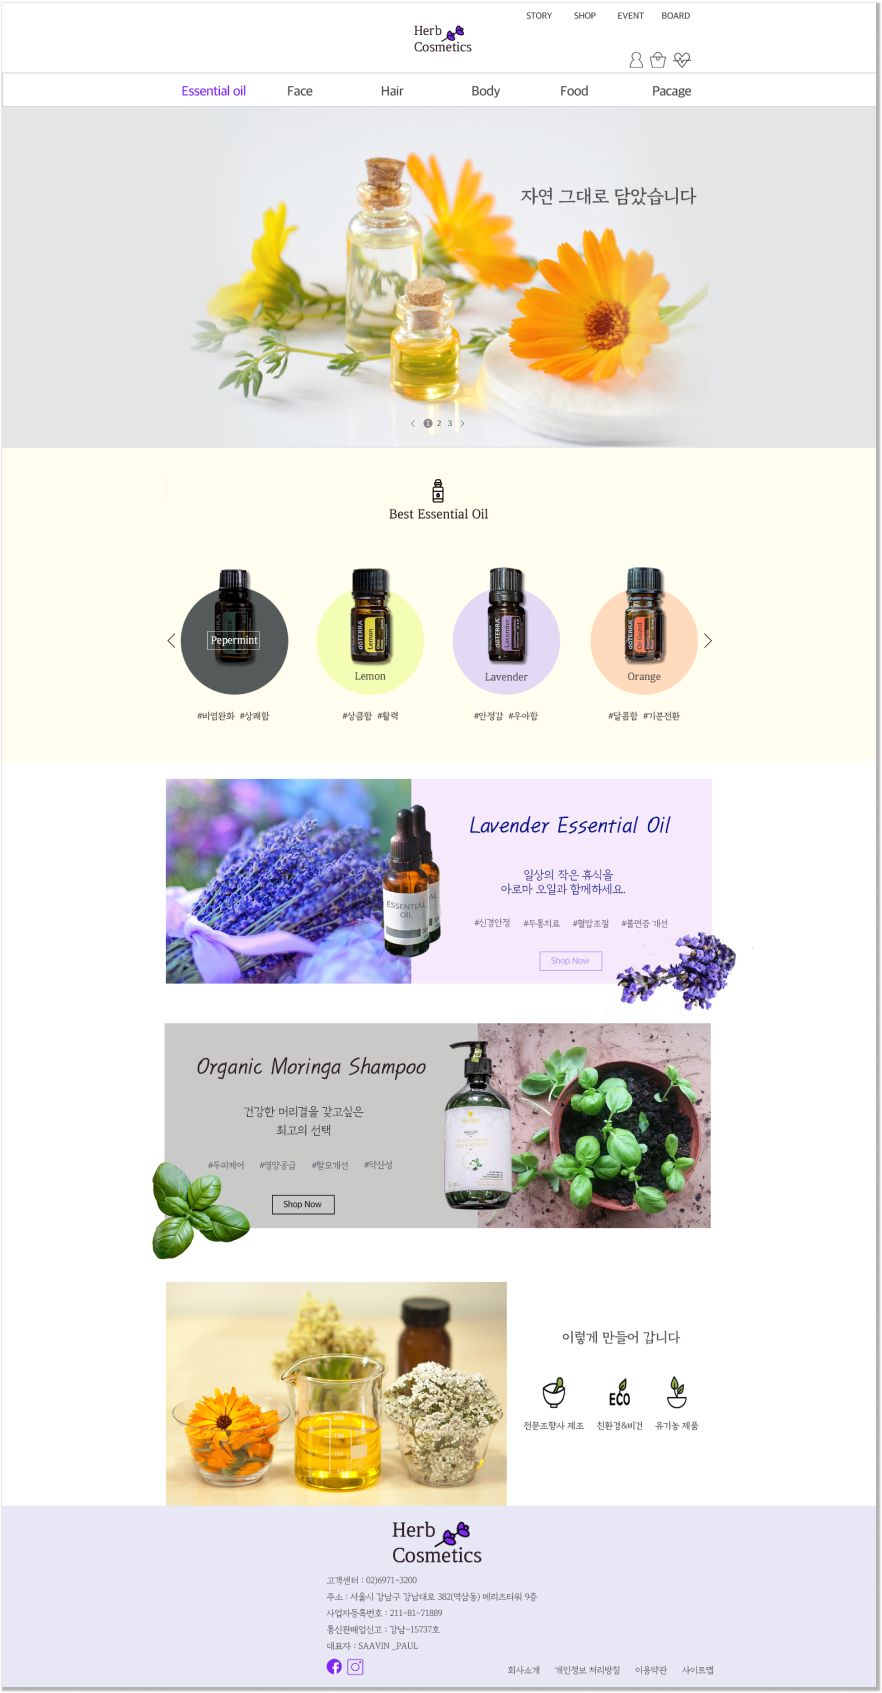 STORY SHOP EVENT BOARD
Herb
Cosmetics
Essential oil Face Hair Body Food Pacage
자연 그대로 담았습니다
1 2 3
Best Essential Oil
dōTERRA
Lemon
dōTERRA
Lavender
dōTERRA
On Guard
Pepermint
Lemon
Lavender
Orange
#비염완화 #상쾌함
#상큼함 #활력
#안정감 #우아함
#달콤함 #기분전환
Lavender Essential Oil
일상의 작은 휴식을
아로마 오일과 함께하세요.
#신경안정 #두통치료 #혈압조절 #불면증 개선
Shop Now
ESSENTIAL
OIL
Organic Moringa Shampoo
건강한 머리결을 갖고싶은
최고의 선택
#두피케어 #영양공급 #탈모개선 #약산성
Shop Now
이렇게 만들어 갑니다
ECO
전문조향사 제조 친환경&비건 유기농 제품
200
Herb
Cosmetics
고객센터 : 02)6971-3200
주소 : 서울시 강남구 강남대로 382(역삼동) 메리츠타워 9층
사업자등록번호 : 211-81-71889
통신판매업신고 : 강남-15737호
대표자 : SAAVIN _PAUL
회사소개 개인정보 처리방침 이용약관 사이트맵